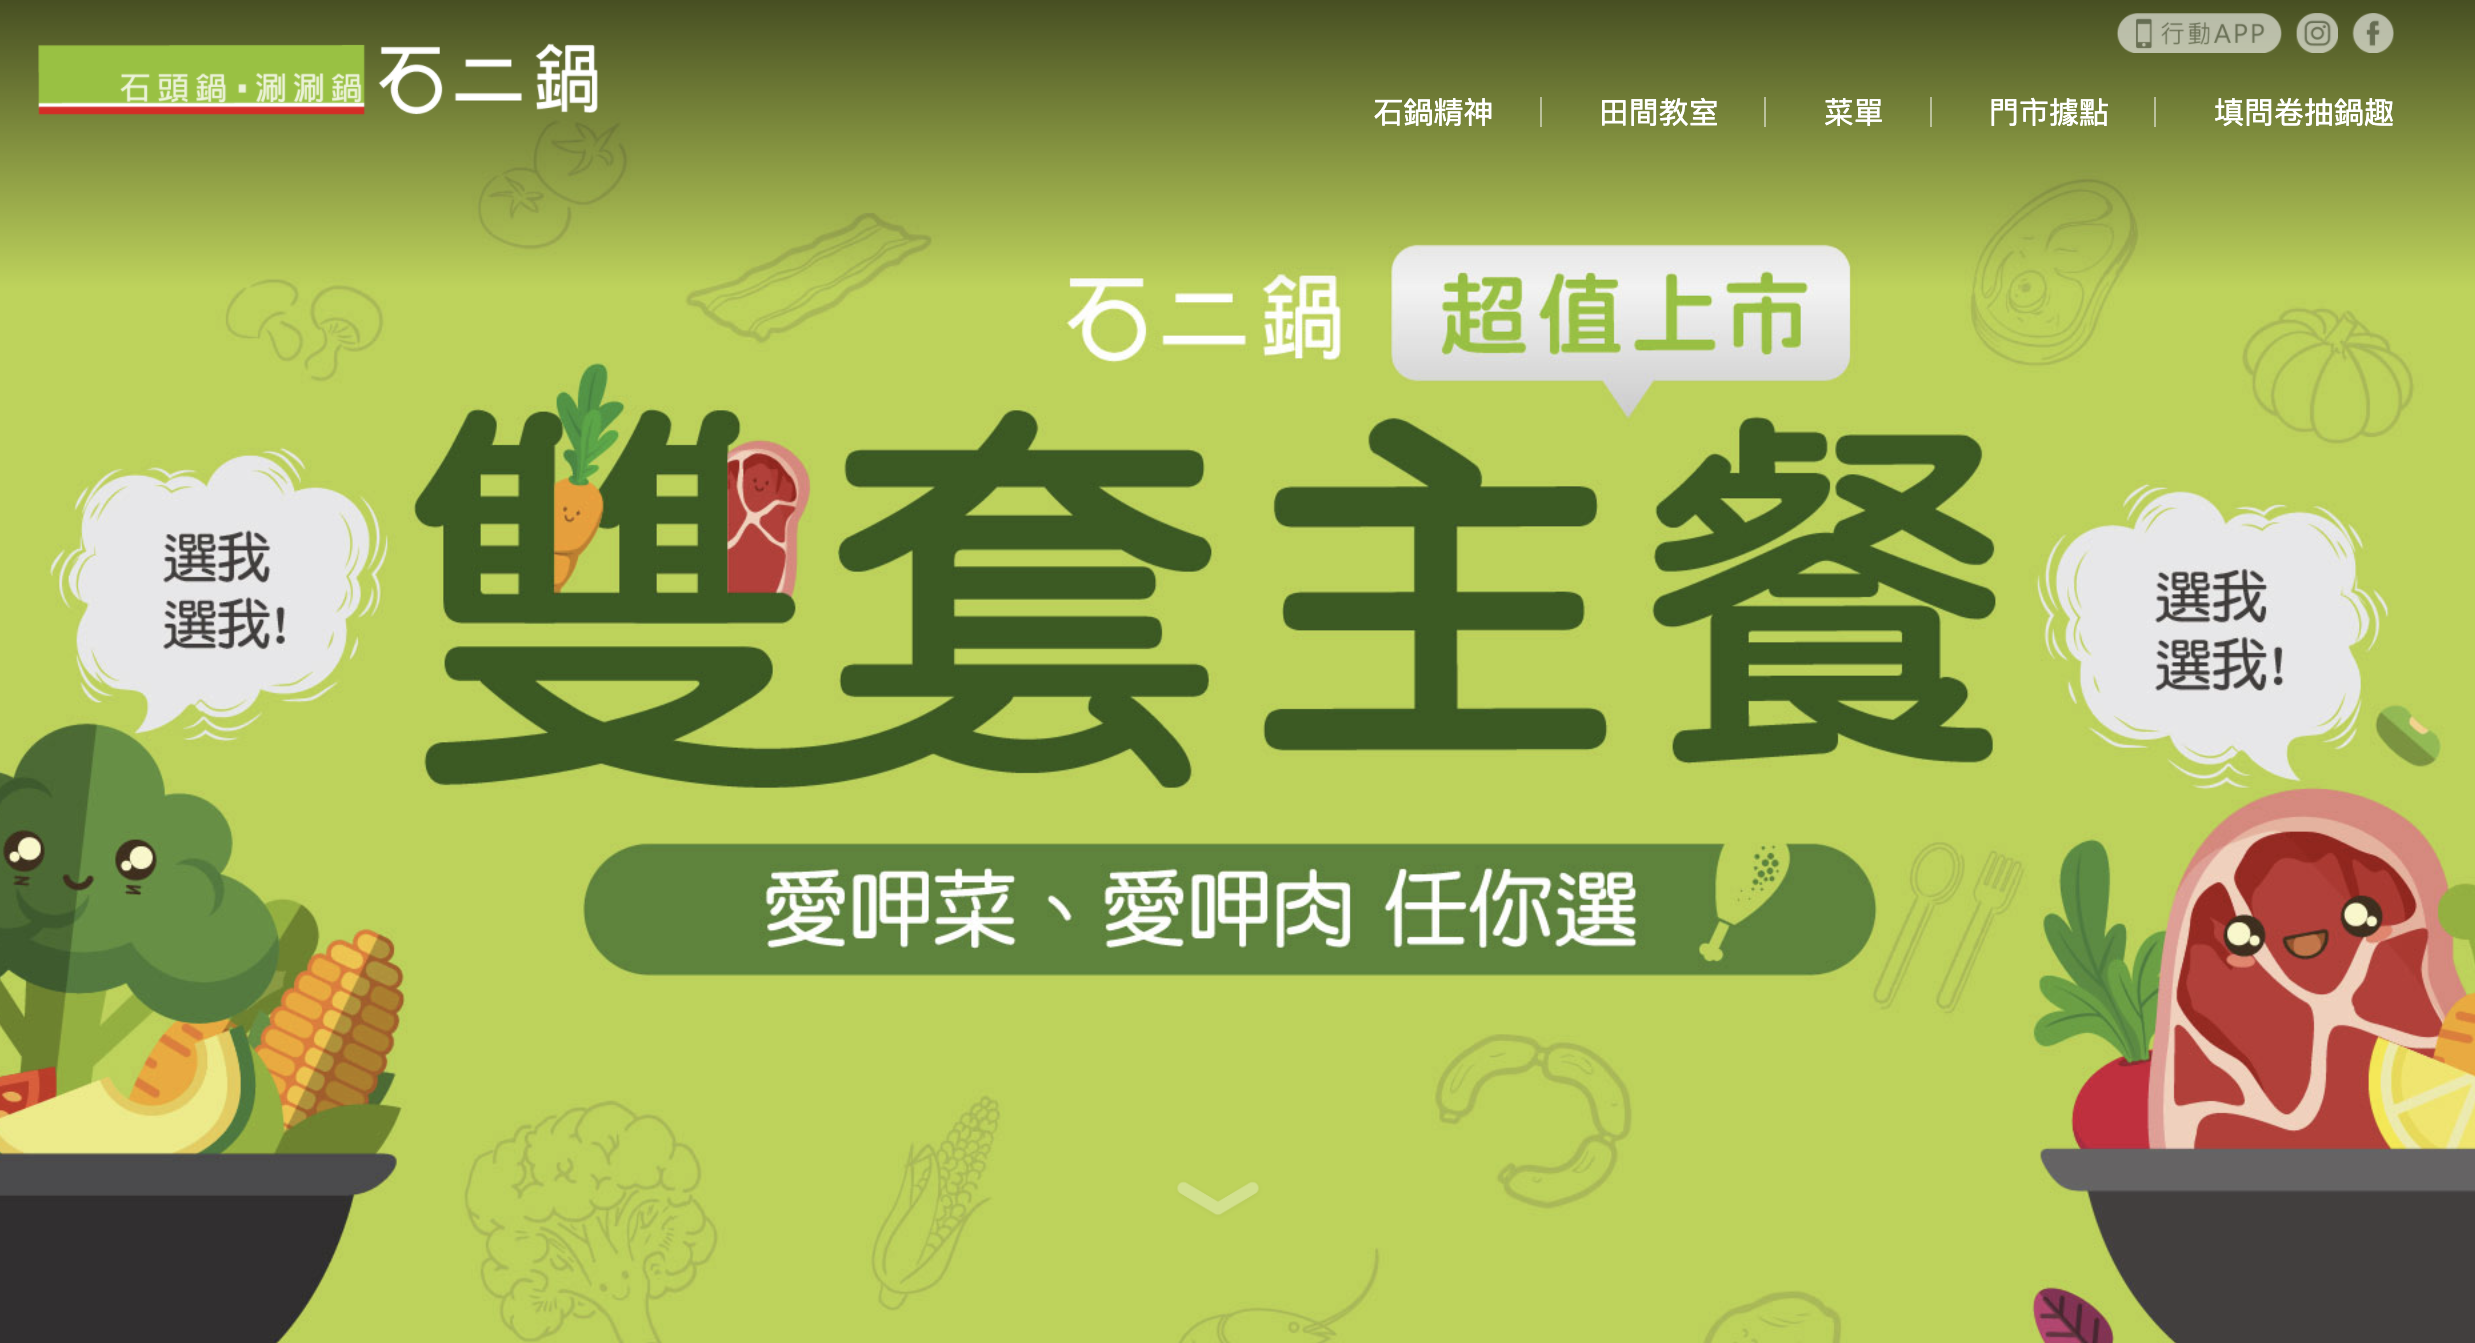 行動APP
石頭鍋▪涮涮鍋 石二鍋
石鍋精神
田間教室
菜單
門市據點
填問卷抽鍋趣
石二鍋 超值上市
雙套主餐
選我
選我!
選我
選我!
愛呷菜、愛呷肉 任你選